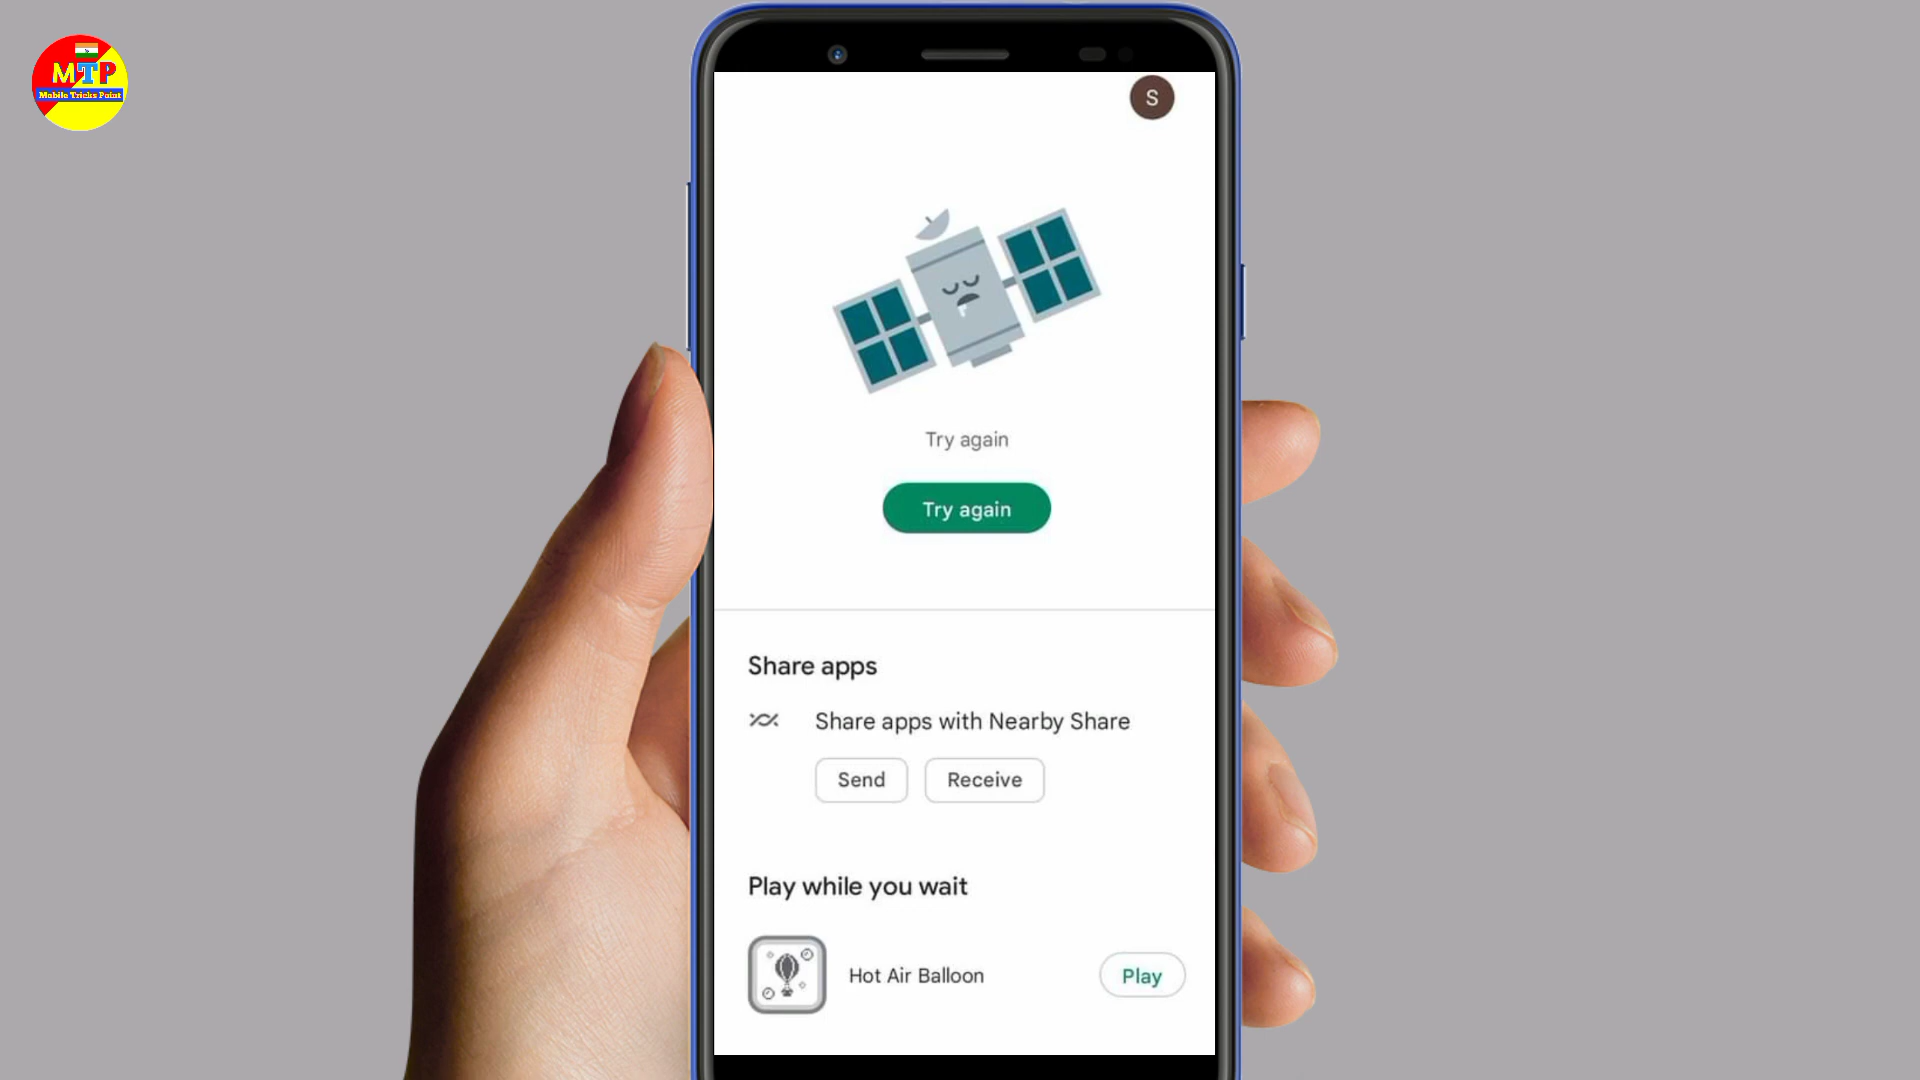 MTP
Mobile Tricks Point
S
Try again
Try again
Share apps
Share apps with Nearby Share
Send
Receive
Play while you wait
Hot Air Balloon
Play